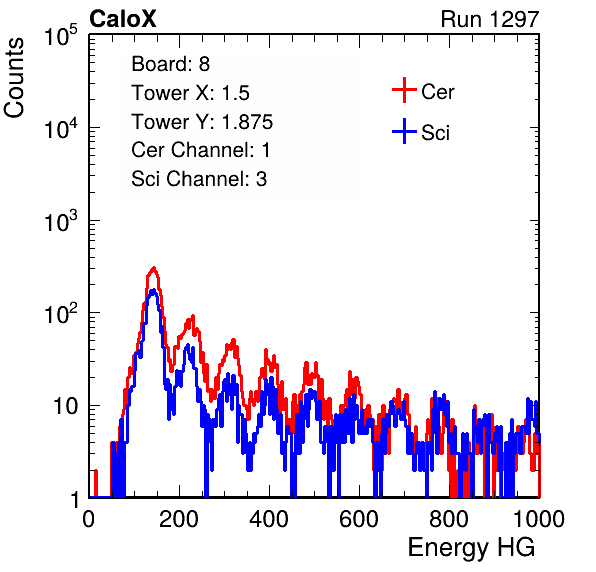 CaloX Run 1297
Counts
Board: 8
Tower X: 1.5
Tower Y: 1.875
Cer Channel: 1
Sci Channel: 3
Cer
Sci
10^5
10^4
10^3
10^2
10
1
0 200 400 600 800 1000
Energy HG